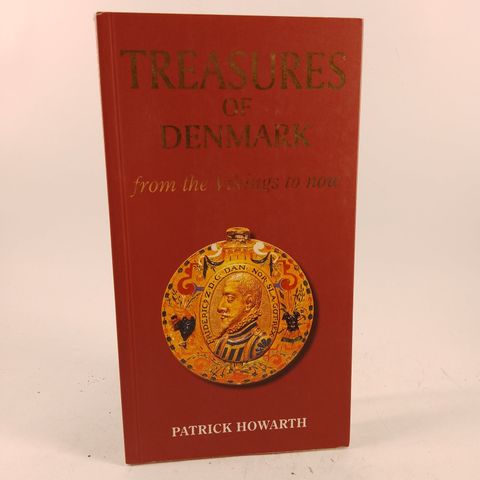 TREASURES
OF
DENMARK
from the Vikings to now
PATRICK HOWARTH